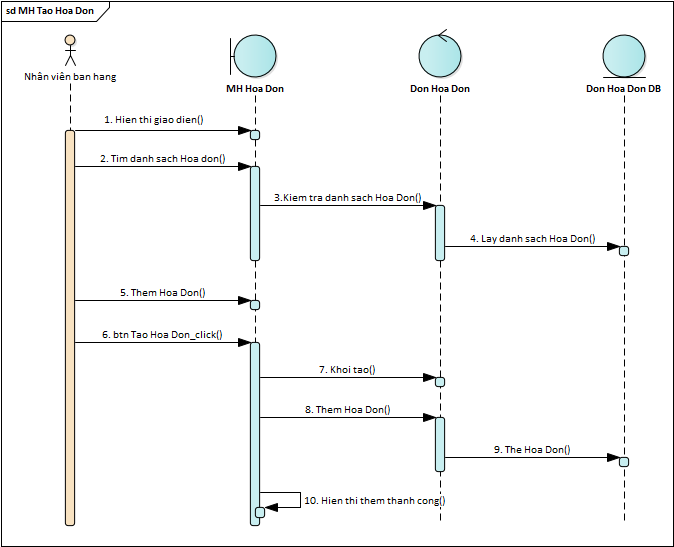 sd MH Tao Hoa Don
Nhân viên ban hang
MH Hoa Don
Don Hoa Don
Don Hoa Don DB
1. Hien thi giao dien()
2. Tim danh sach Hoa don()
3.Kiem tra danh sach Hoa Don()
4. Lay danh sach Hoa Don()
5. Them Hoa Don()
6. btn Tao Hoa Don_click()
7. Khoi tao()
8. Them Hoa Don()
9. The Hoa Don()
10. Hien thi them thanh cong()